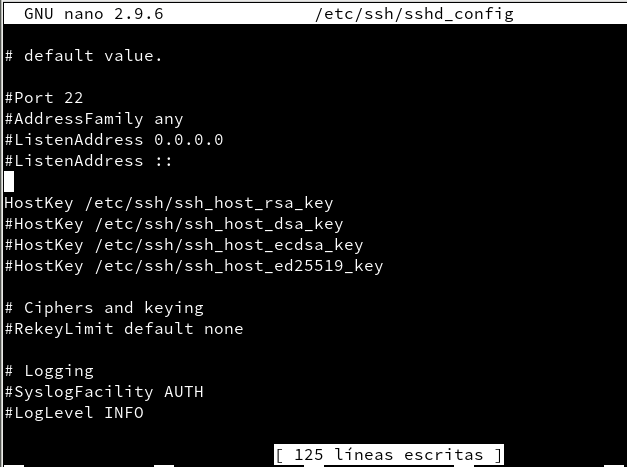 GNU nano 2.9.6 /etc/ssh/sshd_config
# default value.
#Port 22
#AddressFamily any
#ListenAddress 0.0.0.0
#ListenAddress ::
HostKey /etc/ssh/ssh_host_rsa_key
#HostKey /etc/ssh/ssh_host_dsa_key
#HostKey /etc/ssh/ssh_host_ecdsa_key
#HostKey /etc/ssh/ssh_host_ed25519_key
# Ciphers and keying
#RekeyLimit default none
# Logging
#SyslogFacility AUTH
#LogLevel INFO
[ 125 líneas escritas ]